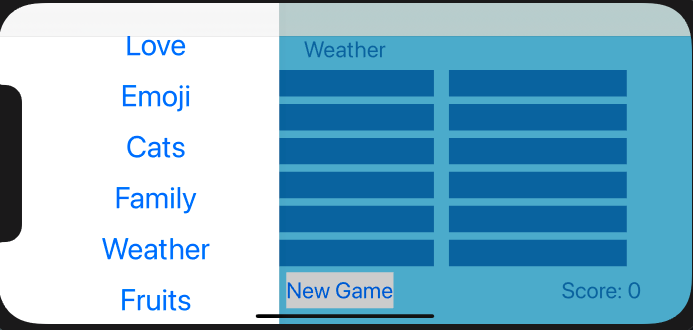 Love
Emoji
Cats
Family
Weather
Fruits
Weather
New Game
Score: 0